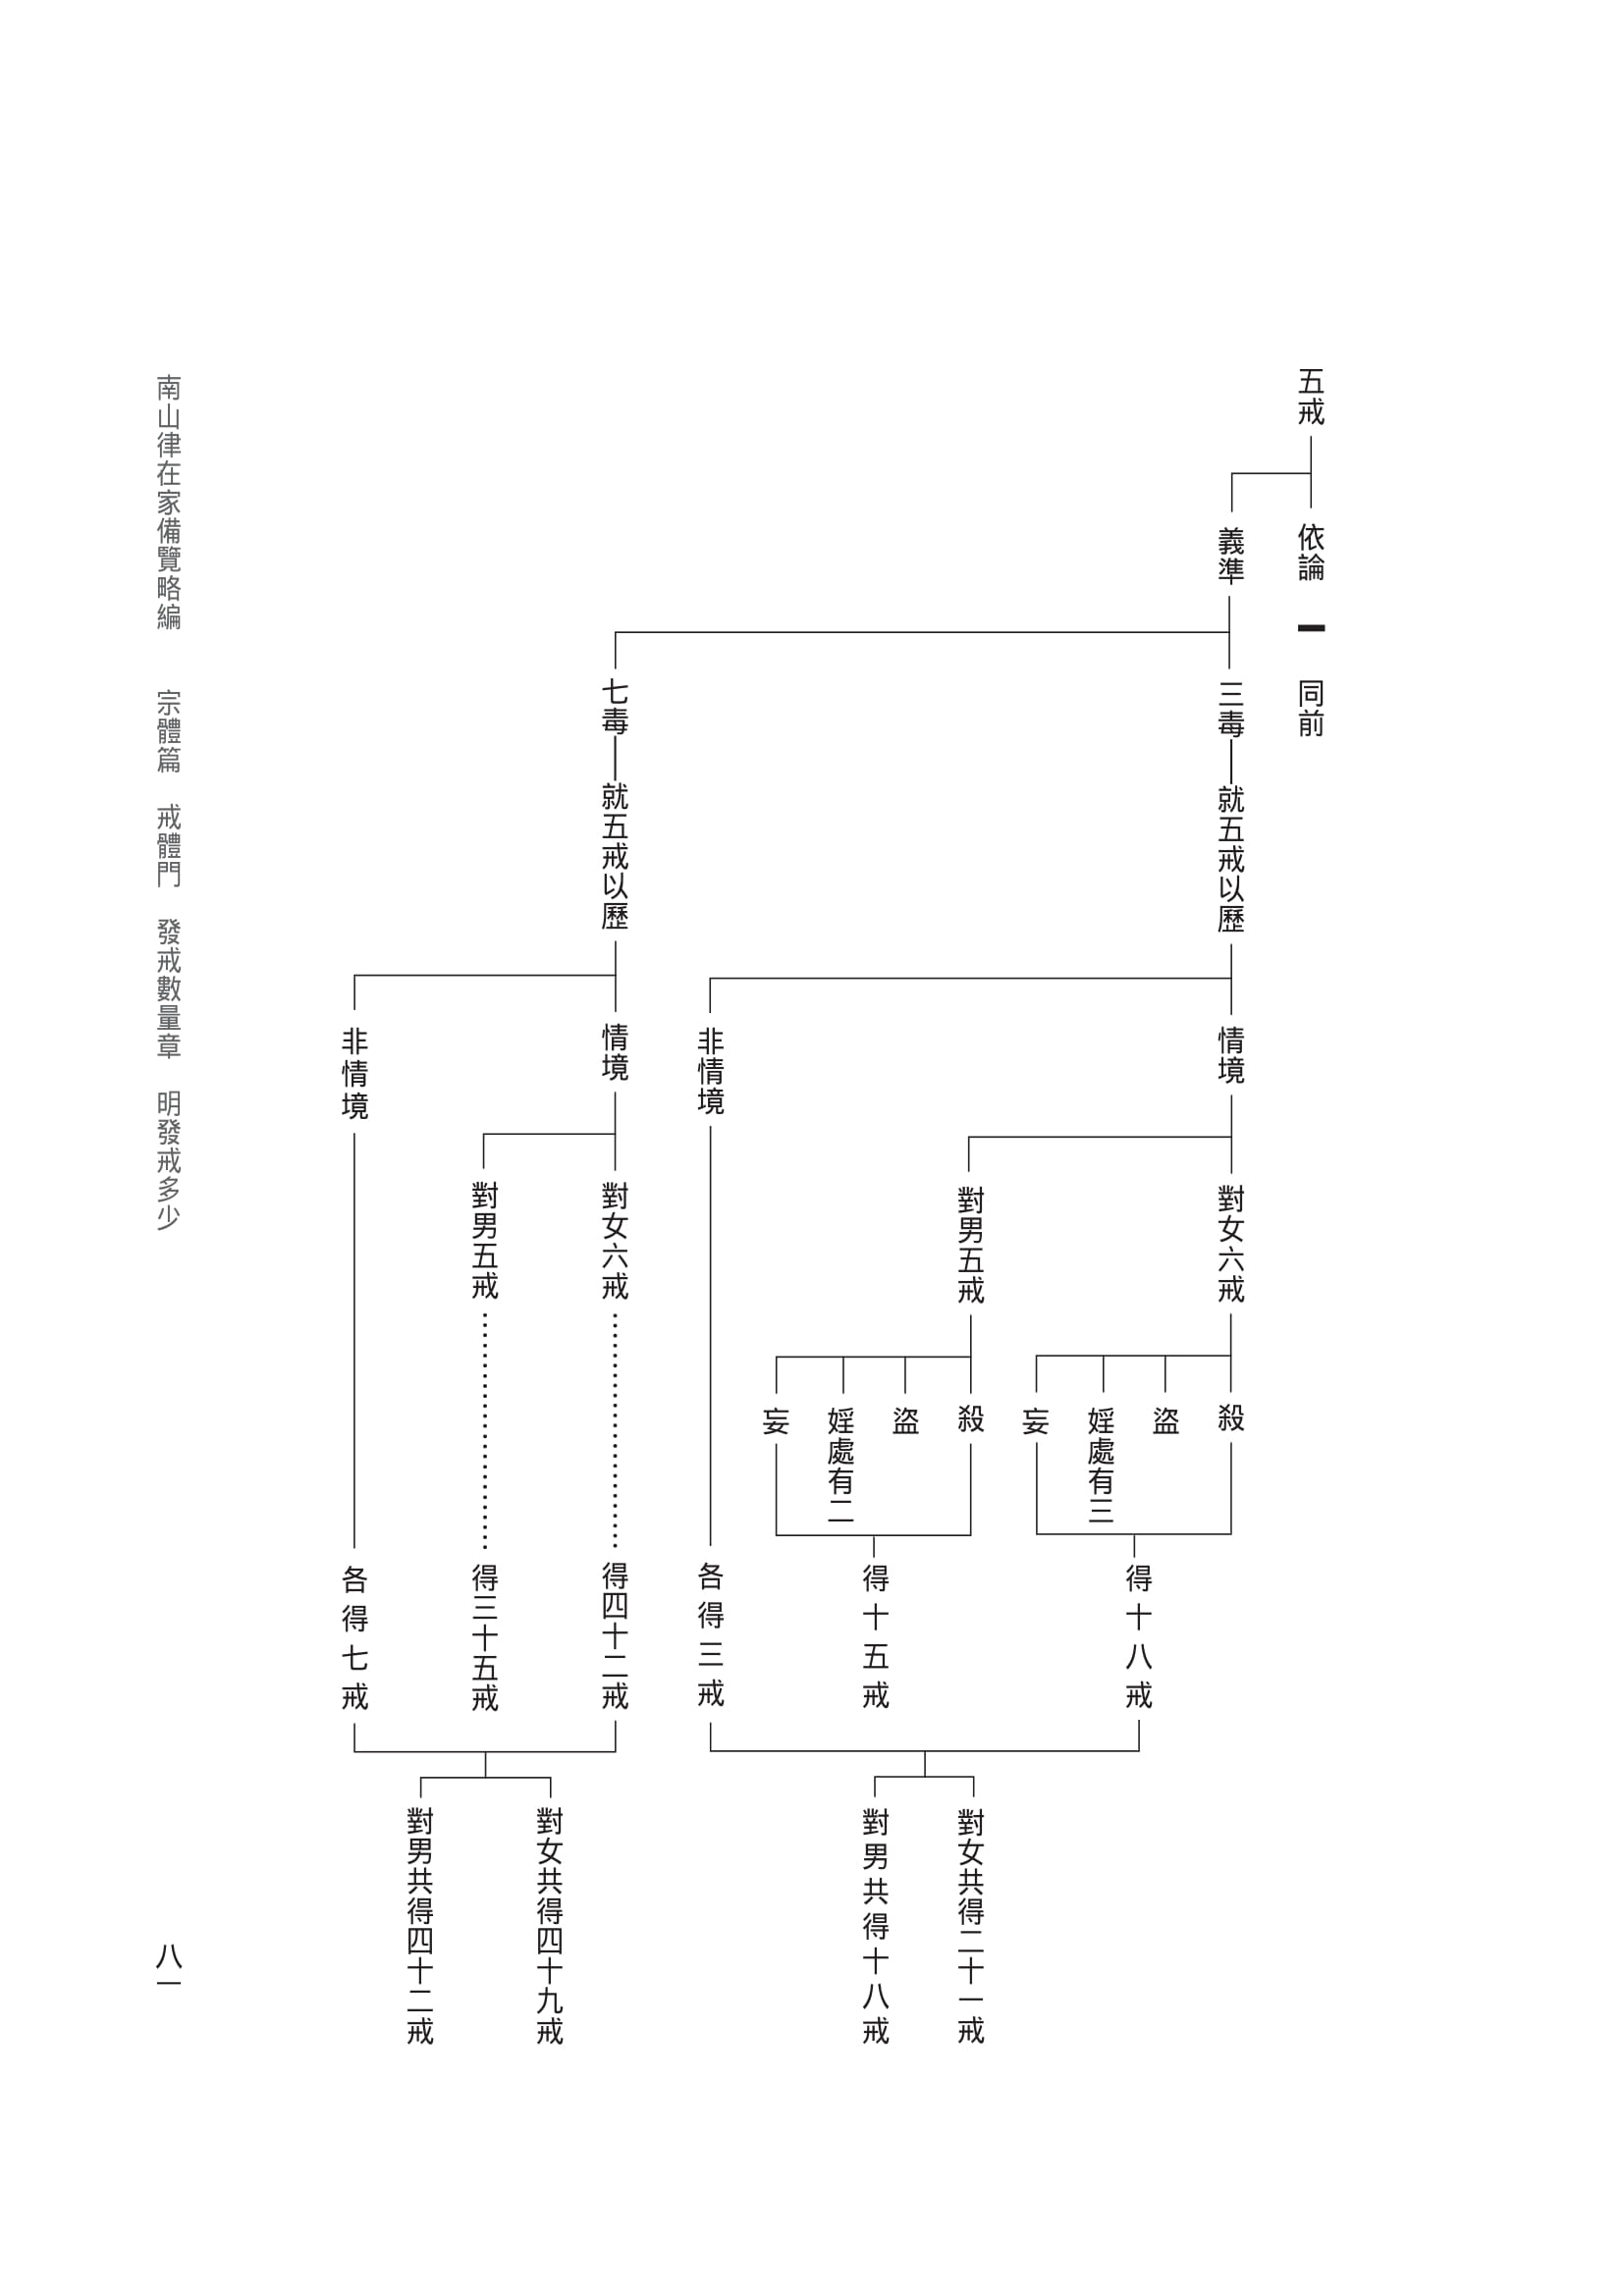 五戒
依論
同前
義準
三毒
就五戒以歷
情境
對女六戒
殺
盜
婬處有三
妄
得十八戒
對男五戒
殺
盜
婬處有二
妄
得十五戒
非情境
各得三戒
對女共得二十一戒
對男共得十八戒
七毒
就五戒以歷
情境
對女六戒
得四十二戒
對男五戒
得三十五戒
非情境
各得七戒
對女共得四十九戒
對男共得四十二戒
南山律在家備覽略編 宗體篇 戒體門 發戒數量章 明發戒多少
八一